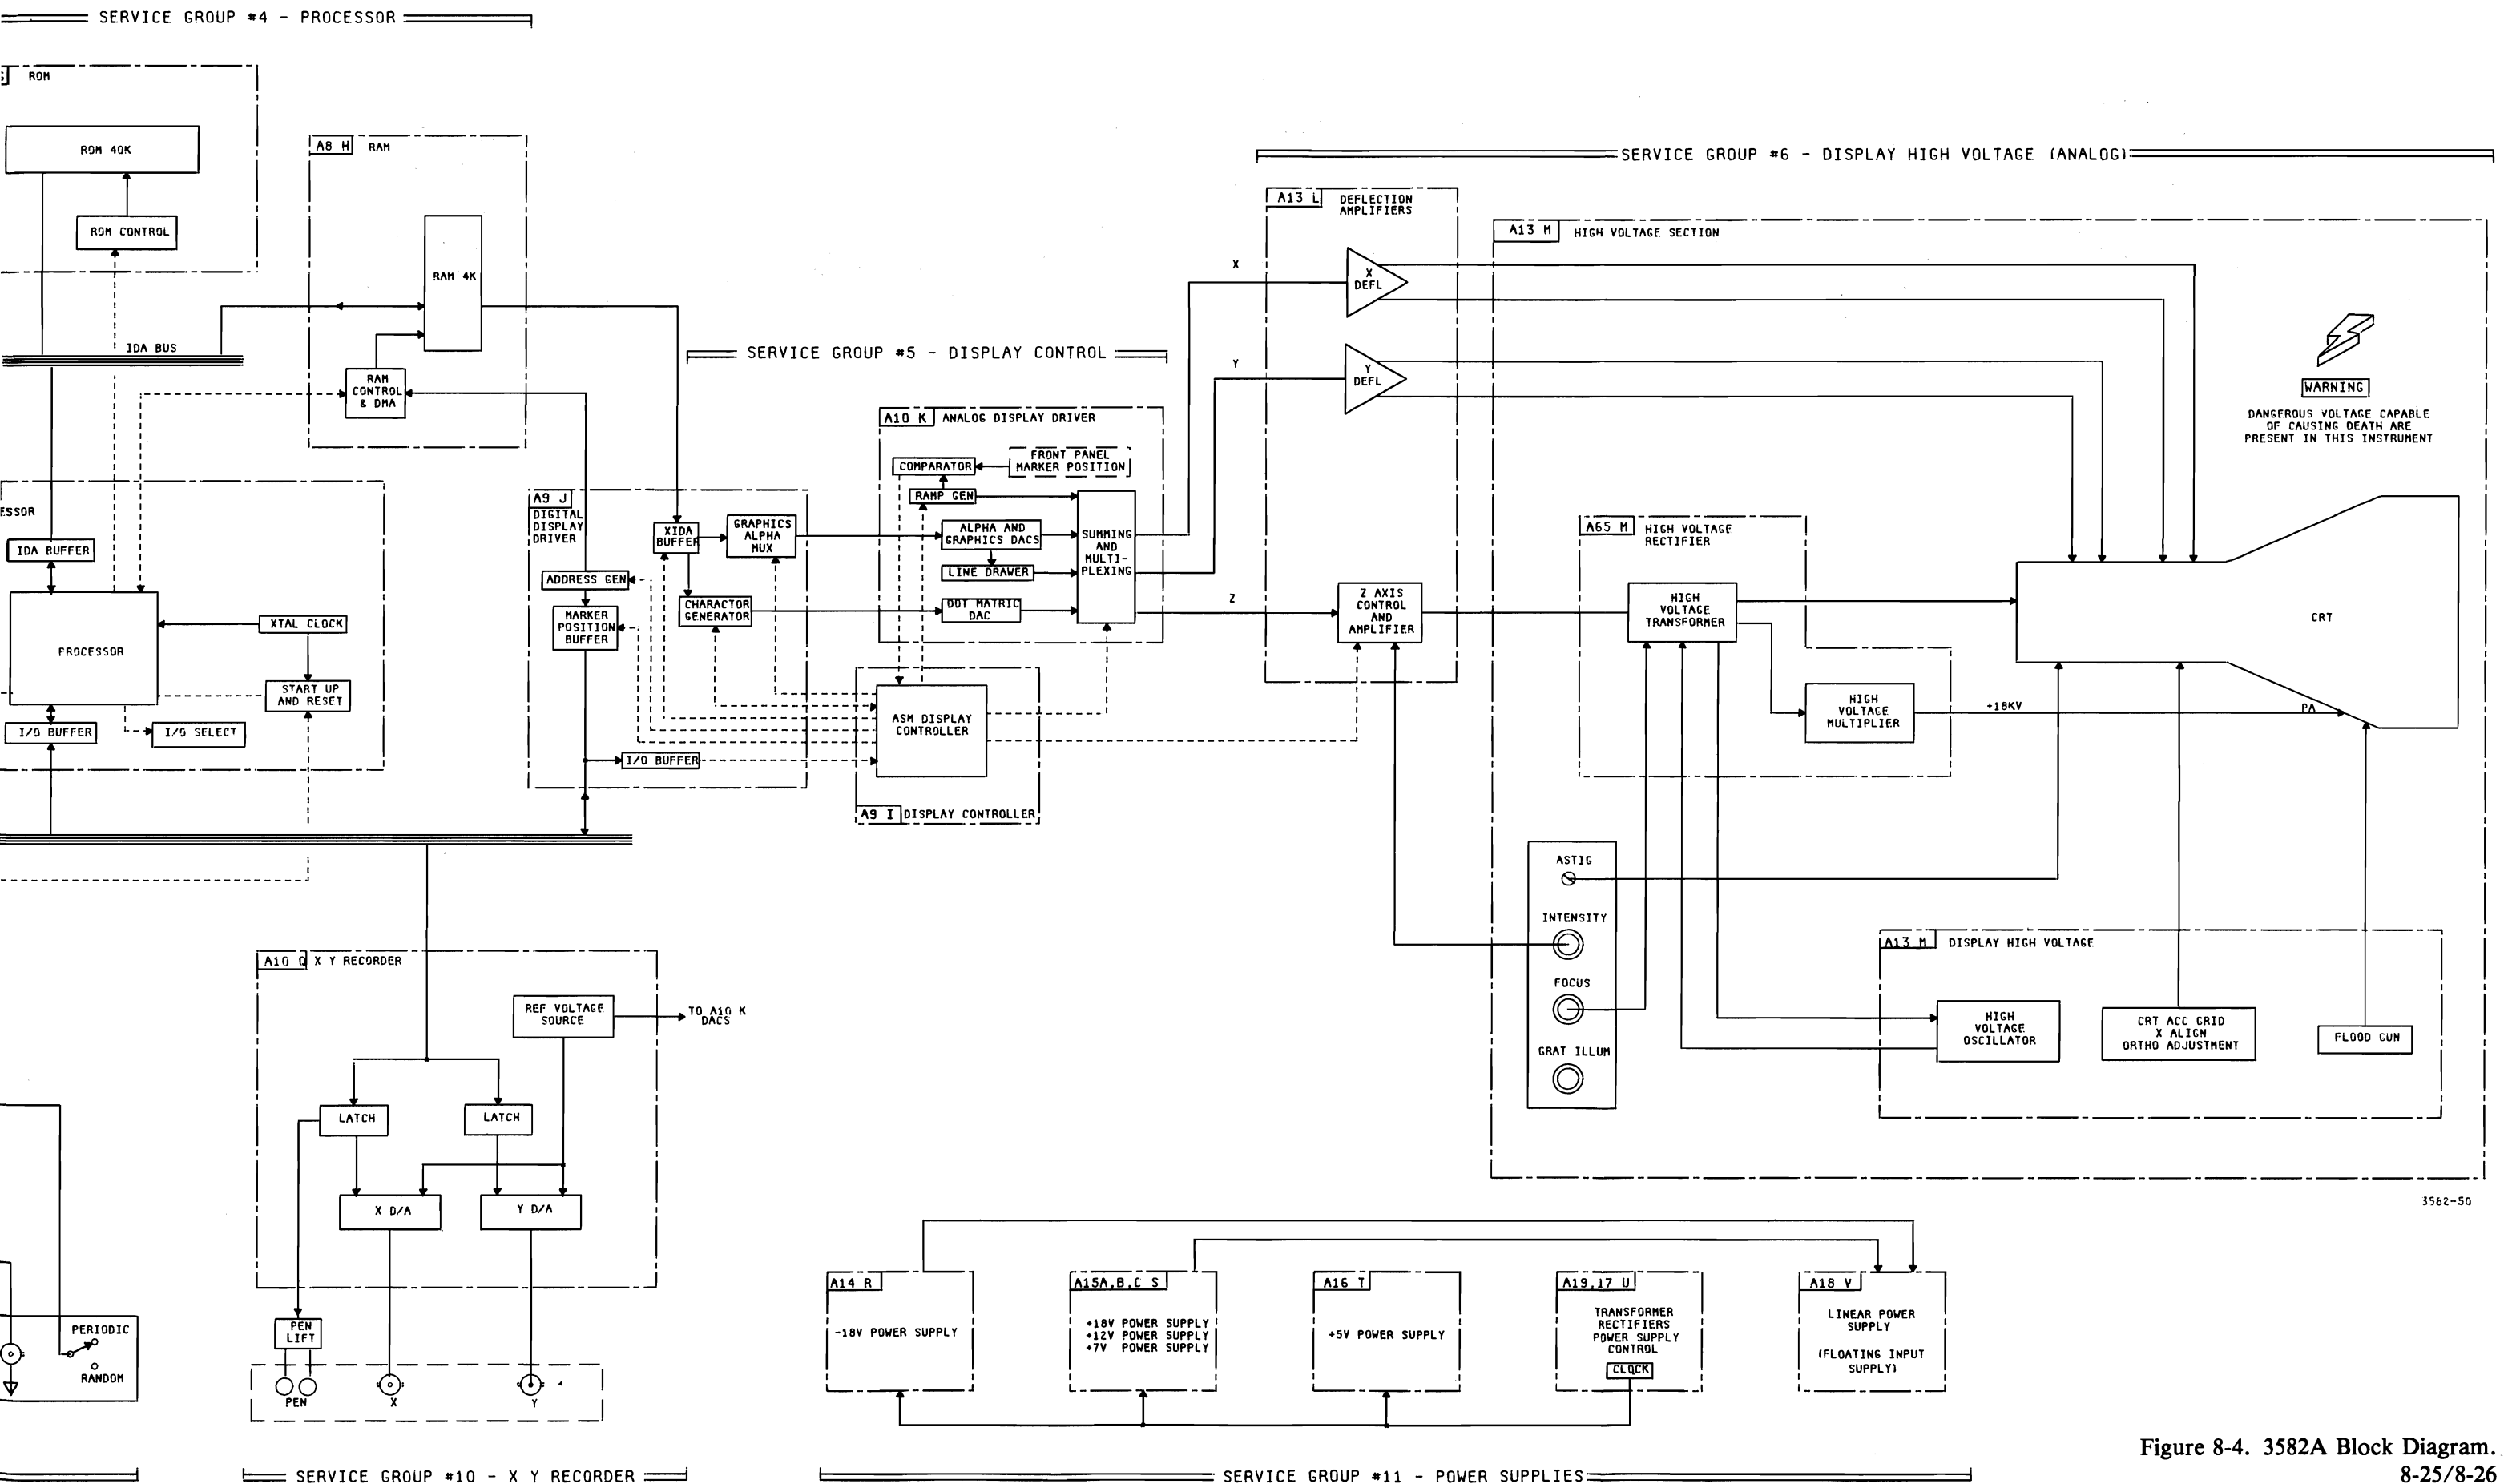 SERVICE GROUP #4 - PROCESSOR
ROM
ROM 40K
ROM CONTROL
IDA BUS
A8 H
RAM
RAM 4K
RAM
CONTROL
& DMA
ESSOR
IDA BUFFER
PROCESSOR
XTAL CLOCK
START UP
AND RESET
I/O BUFFER
I/O SELECT
SERVICE GROUP #5 - DISPLAY CONTROL
A9 J
DIGITAL
DISPLAY
DRIVER
XIDA
BUFFER
GRAPHICS
ALPHA
MUX
ADDRESS GEN
MARKER
POSITION
BUFFER
CHARACTOR
GENERATOR
I/O BUFFER
A10 K
ANALOG DISPLAY DRIVER
COMPARATOR
FRONT PANEL
MARKER POSITION
RAMP GEN
ALPHA AND
GRAPHICS DACS
LINE DRAWER
DOT MATRIC
DAC
SUMMING
AND
MULTI-
PLEXING
ASM DISPLAY
CONTROLLER
A9 I
DISPLAY CONTROLLER
SERVICE GROUP #6 - DISPLAY HIGH VOLTAGE (ANALOG)
A13 L
DEFLECTION
AMPLIFIERS
X
X
DEFL
Y
Y
DEFL
Z
Z AXIS
CONTROL
AND
AMPLIFIER
A13 M
HIGH VOLTAGE SECTION
WARNING
DANGEROUS VOLTAGE CAPABLE
OF CAUSING DEATH ARE
PRESENT IN THIS INSTRUMENT
A65 M
HIGH VOLTAGE
RECTIFIER
HIGH
VOLTAGE
TRANSFORMER
HIGH
VOLTAGE
MULTIPLIER
+18KV
PA
CRT
ASTIG
INTENSITY
FOCUS
GRAT ILLUM
A13 M
DISPLAY HIGH VOLTAGE
HIGH
VOLTAGE
OSCILLATOR
CRT ACC GRID
X ALIGN
ORTHO ADJUSTMENT
FLOOD GUN
3582-50
A10 Q
X Y RECORDER
REF VOLTAGE
SOURCE
TO A10 K
DACS
LATCH
LATCH
X D/A
Y D/A
PEN
LIFT
PEN
X
Y
PERIODIC
RANDOM
A14 R
-18V POWER SUPPLY
A15A,B,C S
+18V POWER SUPPLY
+12V POWER SUPPLY
+7V POWER SUPPLY
A16 T
+5V POWER SUPPLY
A19,17 U
TRANSFORMER
RECTIFIERS
POWER SUPPLY
CONTROL
CLOCK
A18 V
LINEAR POWER
SUPPLY
(FLOATING INPUT
SUPPLY)
SERVICE GROUP #10 - X Y RECORDER
SERVICE GROUP #11 - POWER SUPPLIES
Figure 8-4. 3582A Block Diagram.
8-25/8-26